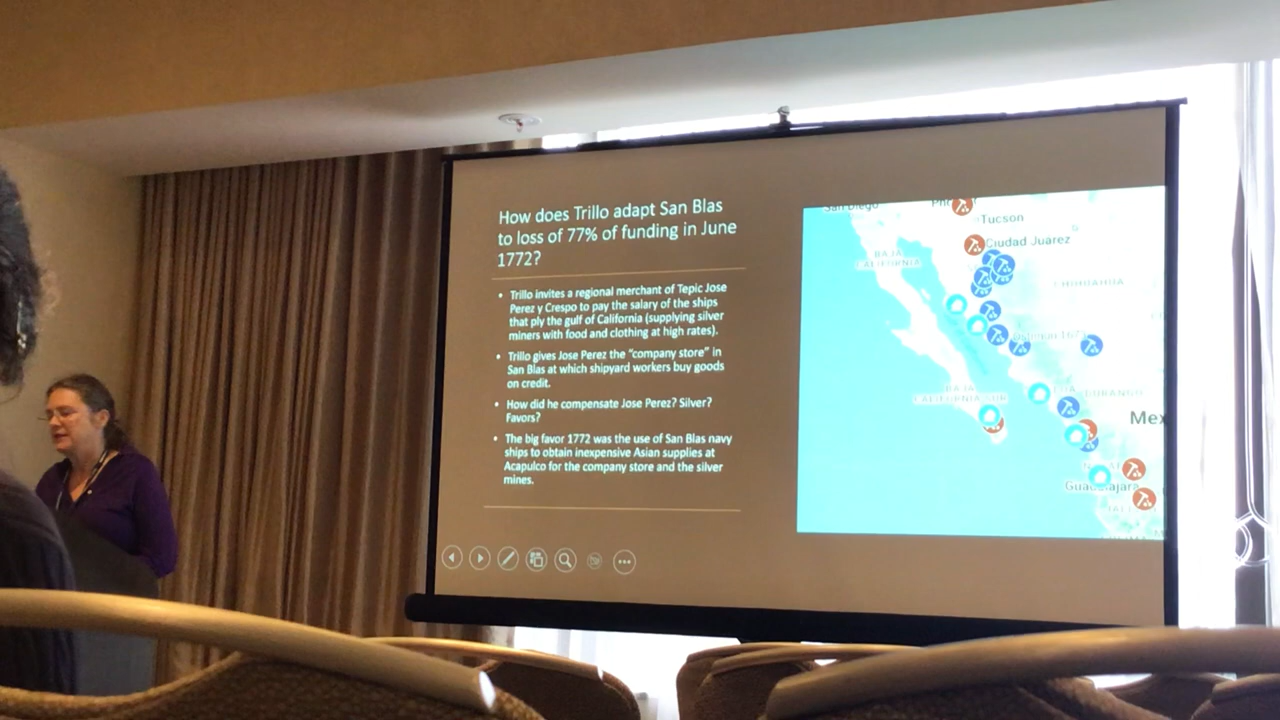 How does Trillo adapt San Blas
to loss of 77% of funding in June
1772?
• Trillo invites a regional merchant of Tepic Jose
Perez y Crespo to pay the salary of the ships
that ply the gulf of California (supplying silver
miners with food and clothing at high rates).
• Trillo gives Jose Perez the "company store" in
San Blas at which shipyard workers buy goods
on credit.
• How did he compensate Jose Perez? Silver?
Favors?
• The big favor 1772 was the use of San Blas navy
ships to obtain inexpensive Asian supplies at
Acapulco for the company store and the silver
mines.
San Diego
Tucson
Ciudad Juárez
BAJA
CALIFORNIA
CHIHUAHUA
1673
BAJA
CALIFORNIA SUR
DURANGO
Mex